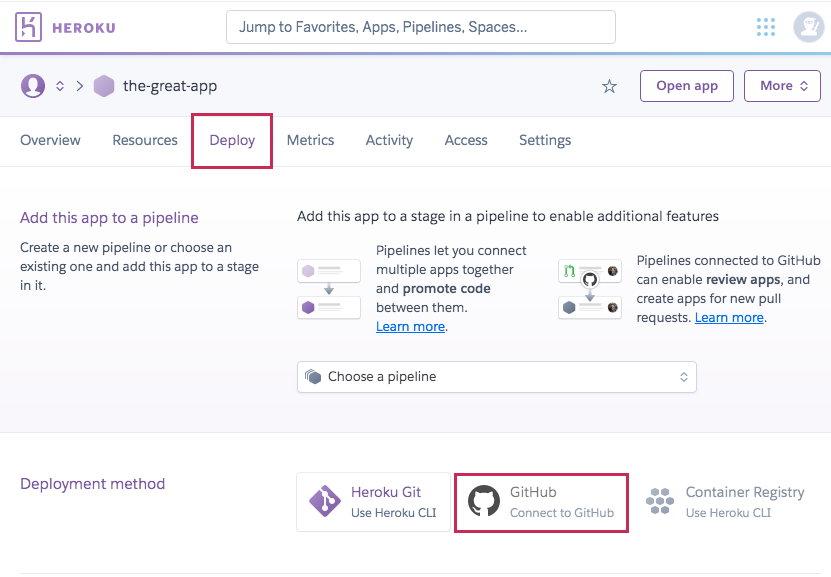 HEROKU
Jump to Favorites, Apps, Pipelines, Spaces...
the-great-app
Open app
More
Overview
Resources
Deploy
Metrics
Activity
Access
Settings
Add this app to a pipeline
Create a new pipeline or choose an
existing one and add this app to a stage
in it.
Add this app to a stage in a pipeline to enable additional features
Pipelines let you connect
multiple apps together
and promote code
between them.
Learn more.
Pipelines connected to GitHub
can enable review apps, and
create apps for new pull
requests. Learn more.
Choose a pipeline
Deployment method
Heroku Git
Use Heroku CLI
GitHub
Connect to GitHub
Container Registry
Use Heroku CLI